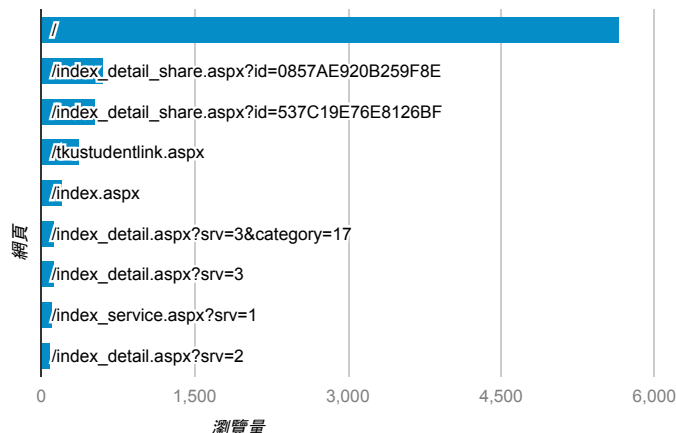 /
/index_detail_share.aspx?id=0857AE920B259F8E
/index_detail_share.aspx?id=537C19E76E8126BF
/tkustudentlink.aspx
/index.aspx
/index_detail.aspx?srv=3&category=17
/index_detail.aspx?srv=3
/index_service.aspx?srv=1
/index_detail.aspx?srv=2
網頁
0 1,500 3,000 4,500 6,000
瀏覽量